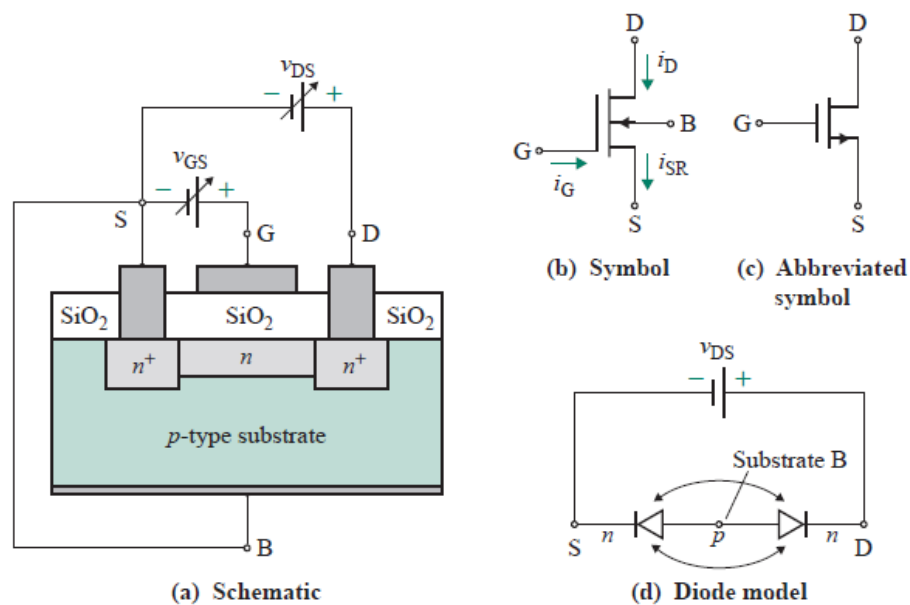 vDS
− +
vGS
− +
S
G
D
SiO2
SiO2
SiO2
n+
n
n+
p-type substrate
B
(a) Schematic
D
iD
B
G
iG
iSR
S
(b) Symbol
D
G
S
(c) Abbreviated
symbol
vDS
− +
Substrate B
S n p n D
(d) Diode model